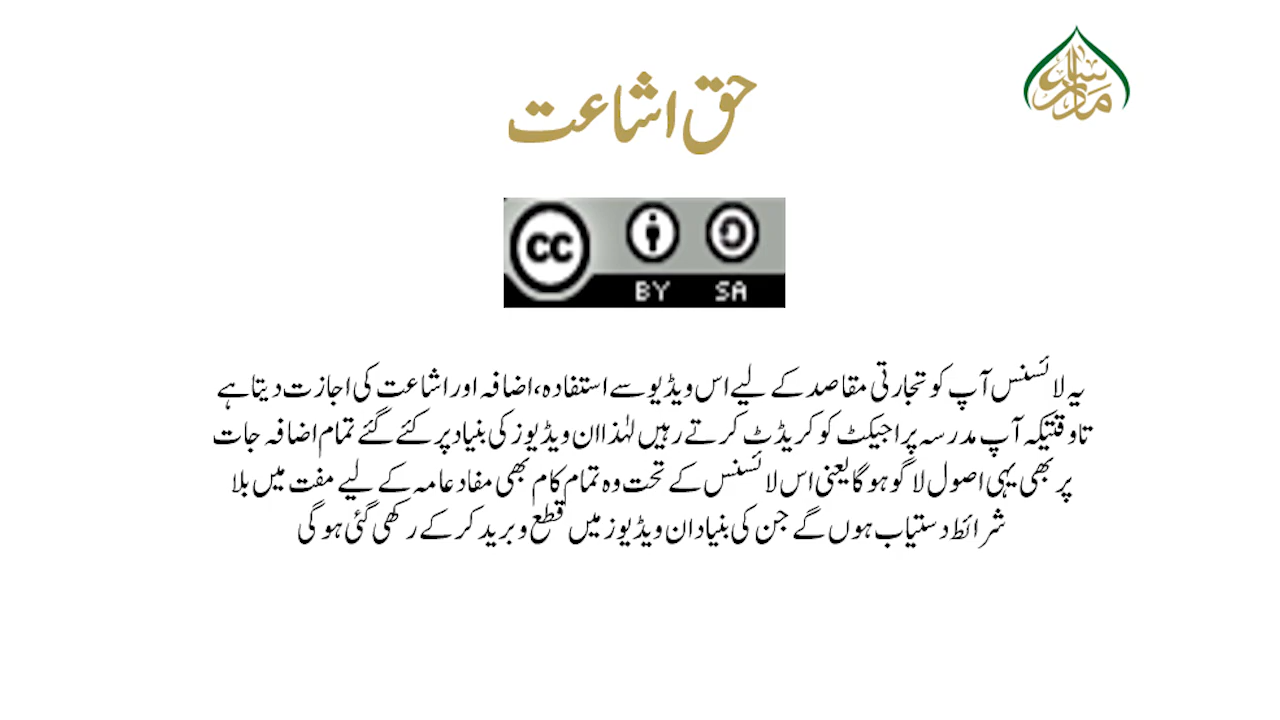 مدرسہ
حق اشاعت
cc
BY SA
یہ لائسنس آپ کو تجارتی مقاصد کے لیے اس ویڈیو سے استفادہ، اضافہ اور اشاعت کی اجازت دیتا ہے
تاوقتیکہ آپ مدرسہ پراجیکٹ کو کریڈٹ کرتے رہیں لہٰذا ان ویڈیوز کی بنیاد پر کئے گئے تمام اضافہ جات
پر بھی یہی اصول لاگو ہوگا یعنی اس لائسنس کے تحت وہ تمام کام بھی مفاد عامہ کے لیے مفت میں بلا
شرائط دستیاب ہوں گے جن کی بنیاد ان ویڈیوز میں قطع و برید کر کے رکھی گئی ہوگی